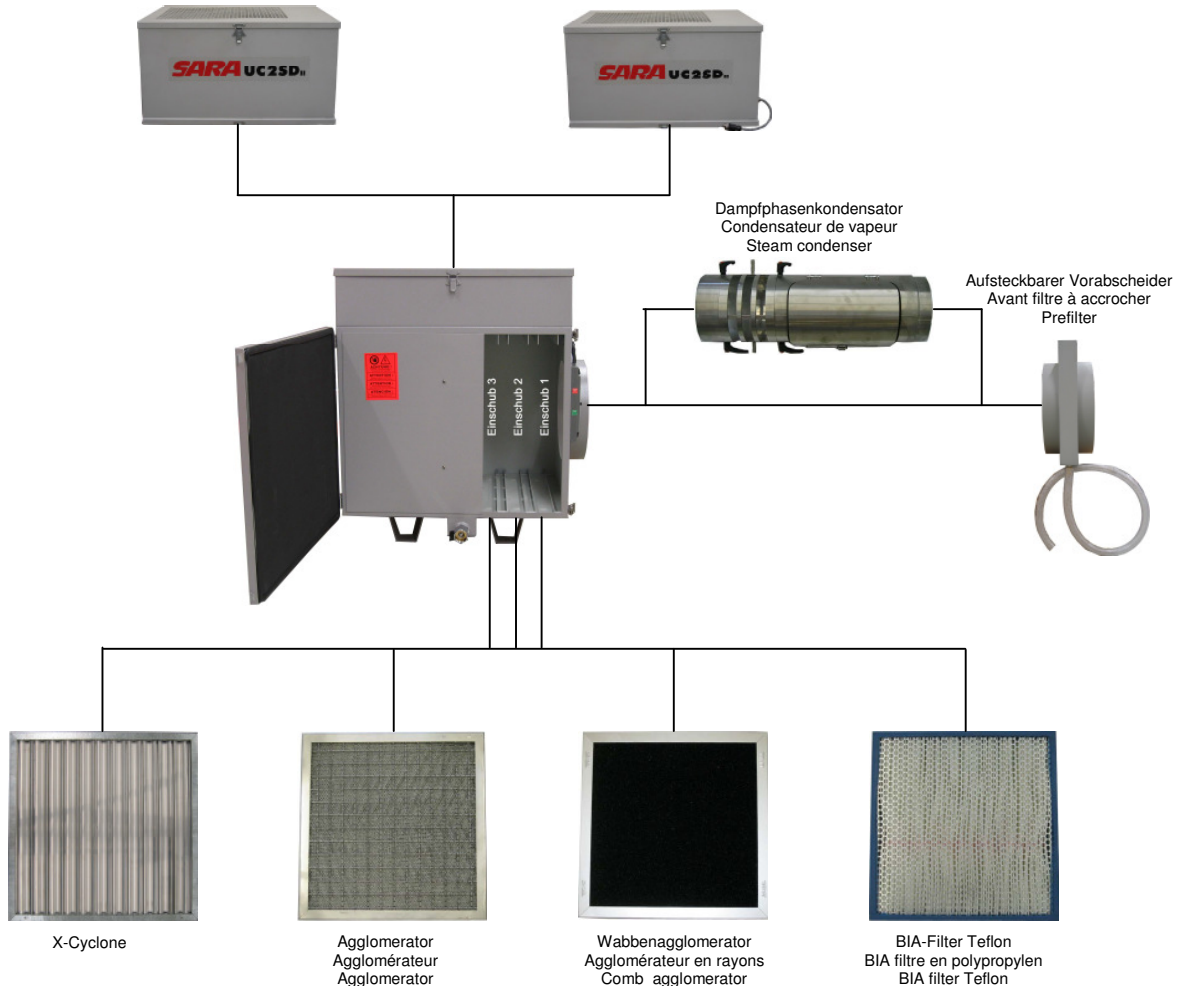 SARA UC25D II
SARA UC25D
Dampfphasenkondensator
Condensateur de vapeur
Steam condenser
Aufsteckbarer Vorabscheider
Avant filtre à accrocher
Prefilter
Einschub 3
Einschub 2
Einschub 1
X-Cyclone
Agglomerator
Agglomérateur
Agglomerator
Wabbenagglomerator
Agglomérateur en rayons
Comb agglomerator
BIA-Filter Teflon
BIA filtre en polypropylen
BIA filter Teflon